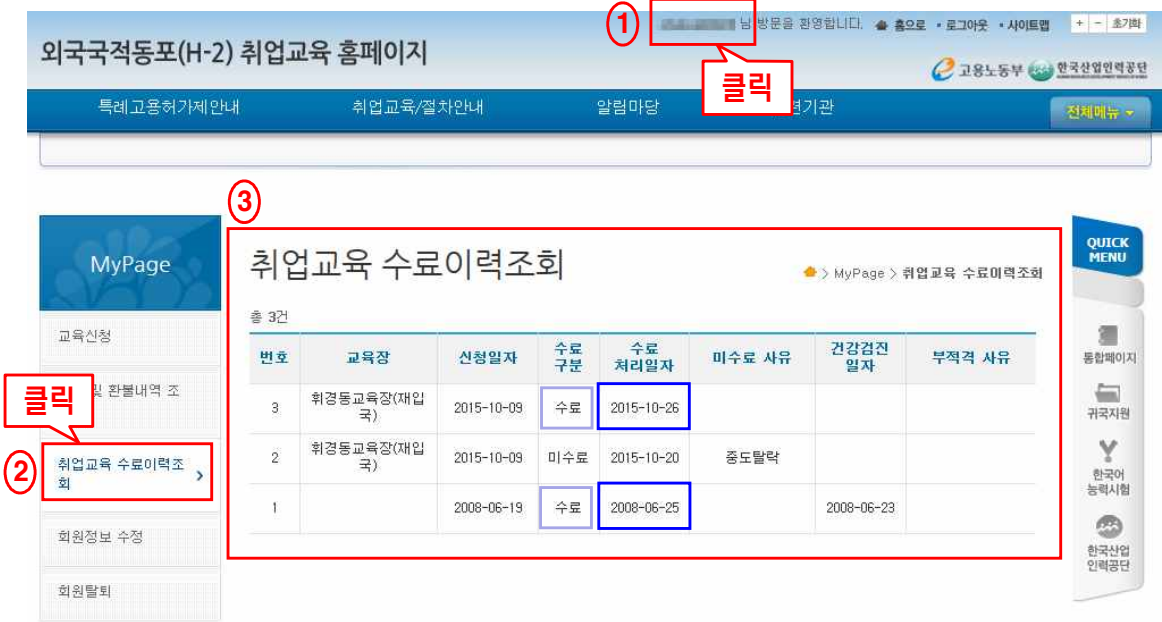 ① 님 방문을 환영합니다. 홈으로 • 로그아웃 • 사이트맵 + - 초기화
외국국적동포(H-2) 취업교육 홈페이지
고용노동부 한국산업인력공단
클릭
특례고용허가제안내 취업교육/절차안내 알림마당 련기관 전체메뉴
③
MyPage
교육신청
및 환불내역 조
클릭
②
취업교육 수료이력조
회 >
회원정보 수정
회원탈퇴
취업교육 수료이력조회
> MyPage > 취업교육 수료이력조회
총 3건
번호 교육장 신청일자 수료 구분 수료 처리일자 미수료 사유 건강검진 일자 부적격 사유
3 휘경동교육장(재입국) 2015-10-09 수료 2015-10-26
2 휘경동교육장(재입국) 2015-10-09 미수료 2015-10-20 중도탈락
1 2008-06-19 수료 2008-06-25 2008-06-23
QUICK
MENU
통합페이지
귀국지원
한국어
능력시험
한국산업
인력공단